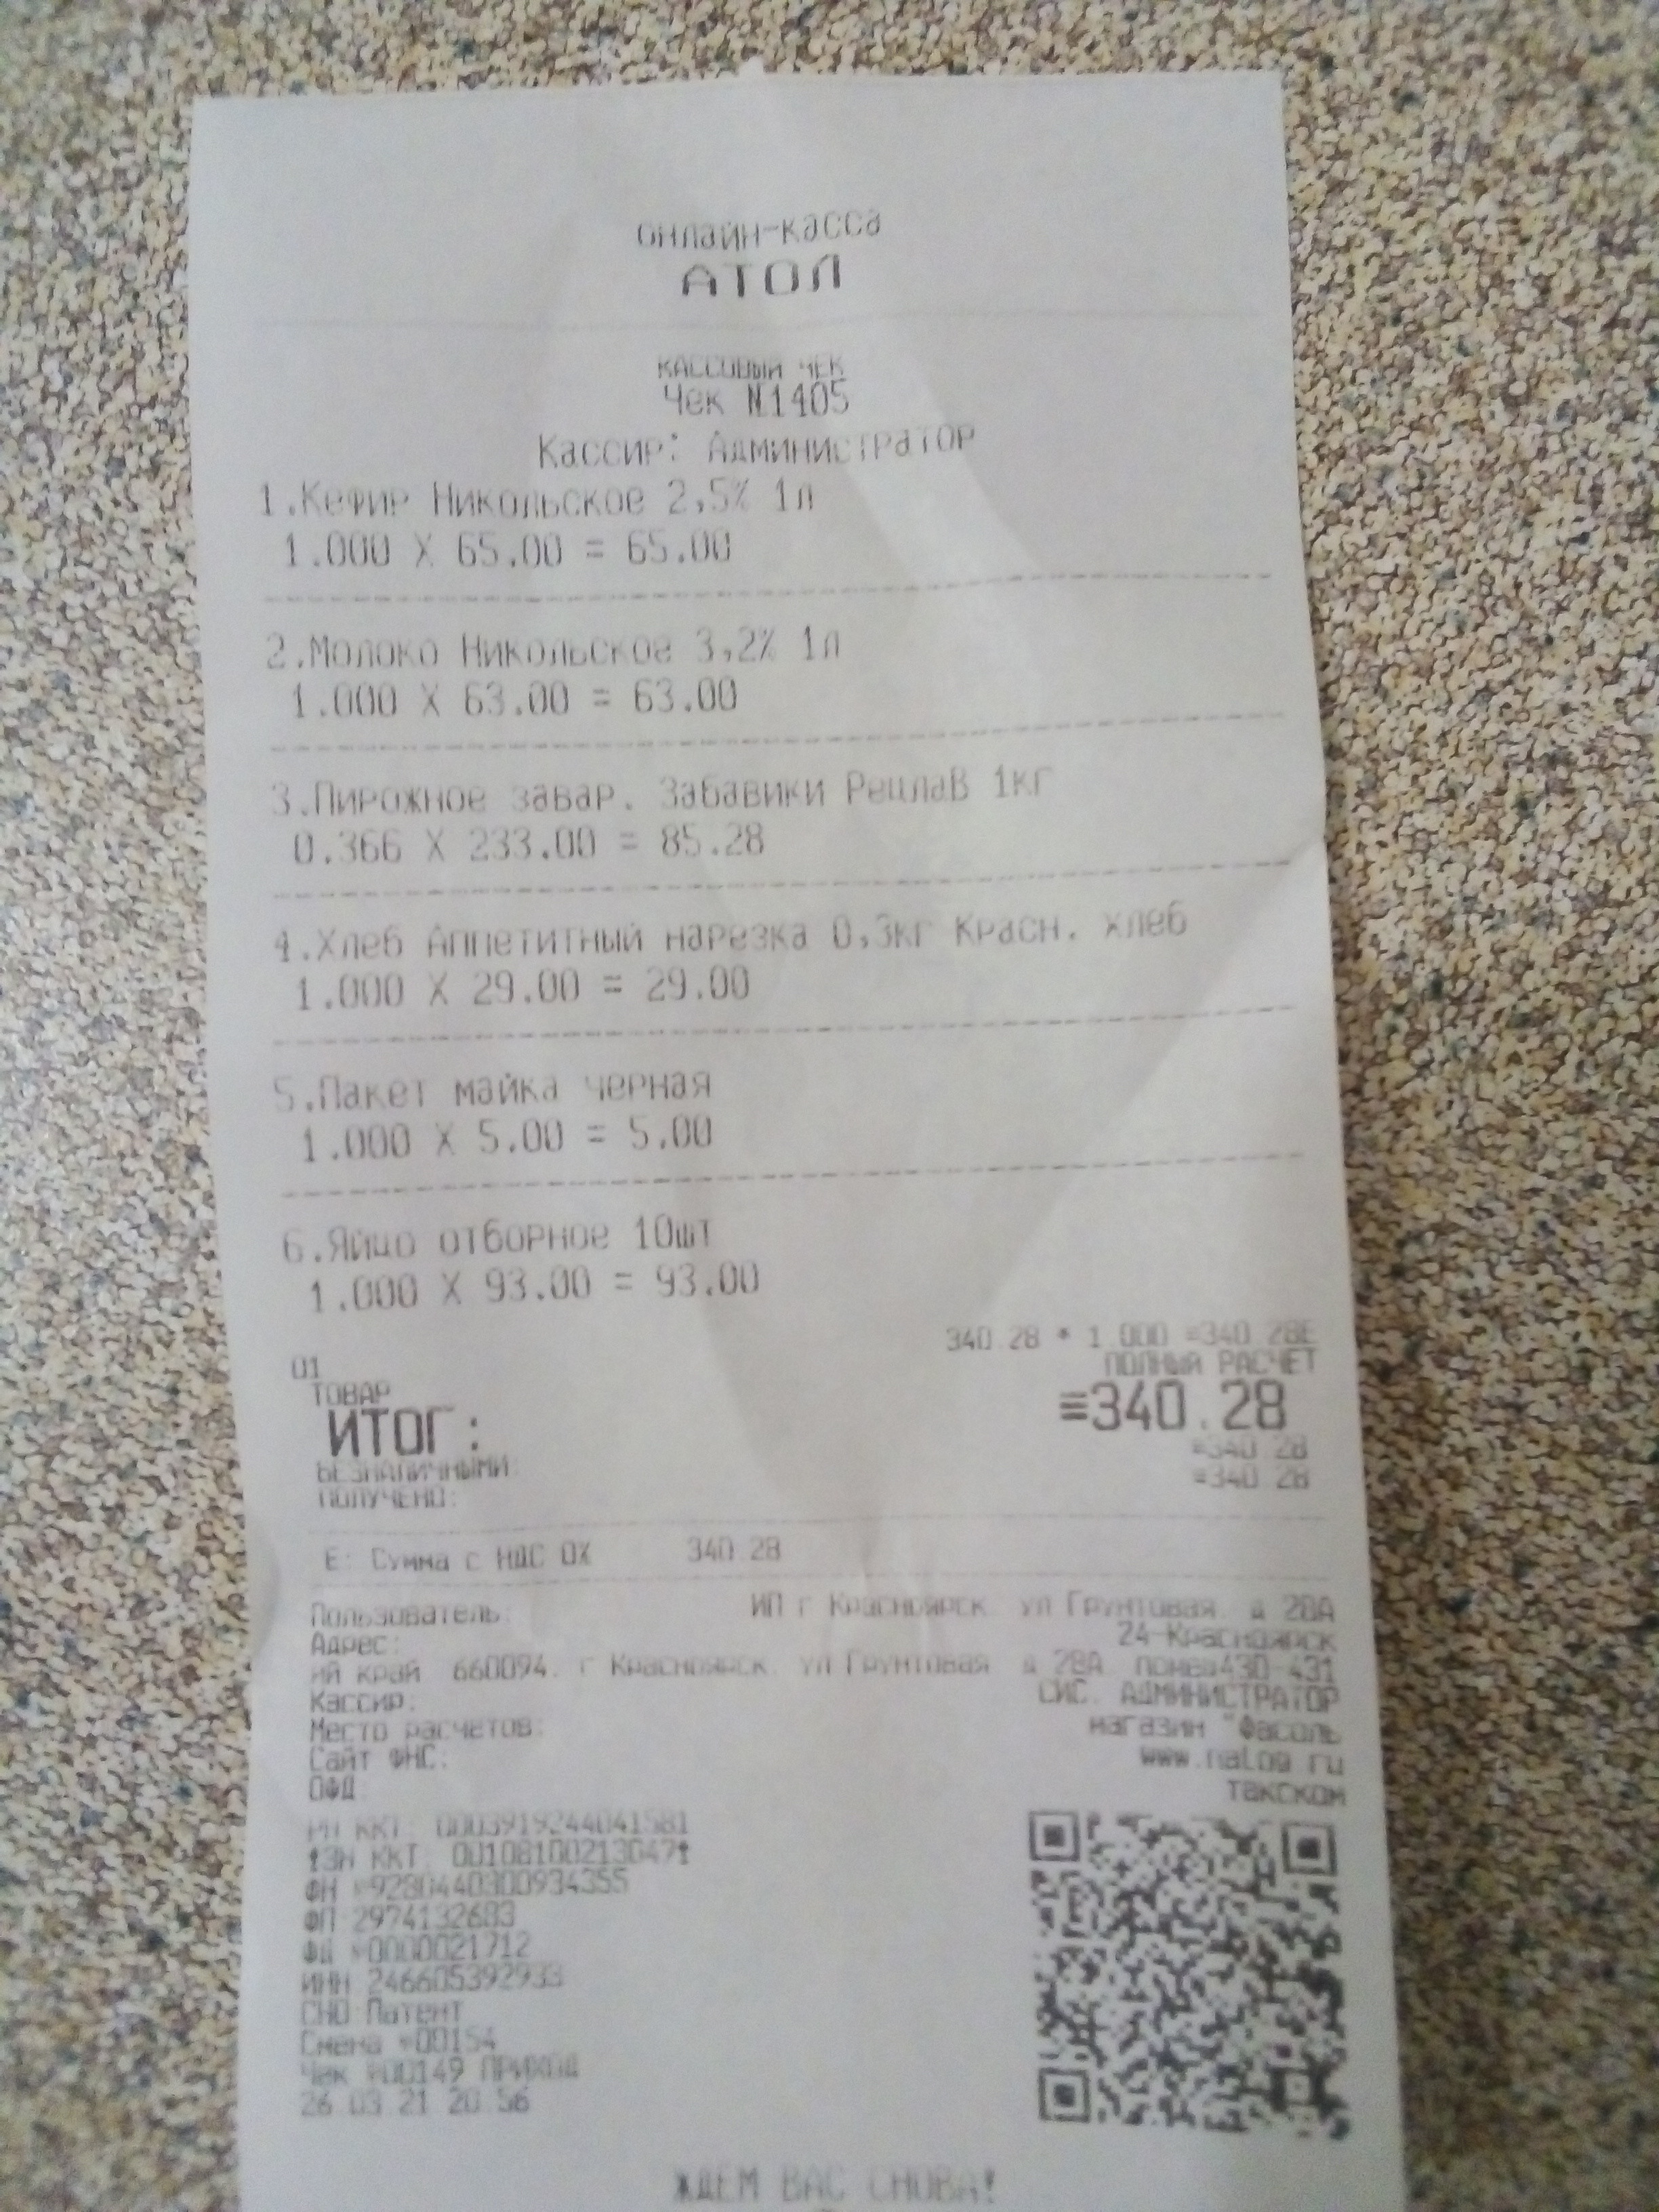 онлайн-касса
АТОЛ
КАССОВЫЙ ЧЕК
Чек №1405
Кассир: Администратор
1.Кефир Никольское 2,5% 1л
1.000 X 65.00 = 65.00
2.Молоко Никольское 3,2% 1л
1.000 X 63.00 = 63.00
3.Пирожное завар. Забавики РецлаВ 1кг
0.366 X 233.00 = 85.28
4.Хлеб Аппетитный нарезка 0,3кг Красн. хлеб
1.000 X 29.00 = 29.00
5.Пакет майка черная
1.000 X 5.00 = 5.00
6.Яйцо отборное 10шт
1.000 X 93.00 = 93.00
340.28 * 1.000 =340.28Е
01 ПОЛНЫЙ РАСЧЕТ
ТОВАР
ИТОГ: =340.28
БЕЗНАЛИЧНЫМИ: =340.28
ПОЛУЧЕНО: =340.28
Е: Сумма с НДС 0% 340.28
Пользователь: ИП г Красноярск, ул Грунтовая, д 28А
Адрес: 24-Красноярск
ий край, 660094, г Красноярск, ул Грунтовая, д 28А, 430-431
Кассир: СИС. АДМИНИСТРАТОР
Место расчетов: магазин "Фасоль
Сайт ФНС: www.nalog.ru
ОФД: такском
РН ККТ: 0003919244041581
ЗН ККТ: 00108100213047
ФН №9280440300934355
ФП:2974132683
ФД №0000021712
ИНН 246605392933
СНО:Патент
Смена №00154
Чек №00149 ПРИХОД
26.03.21 20:56
ЖДЕМ ВАС СНОВА!